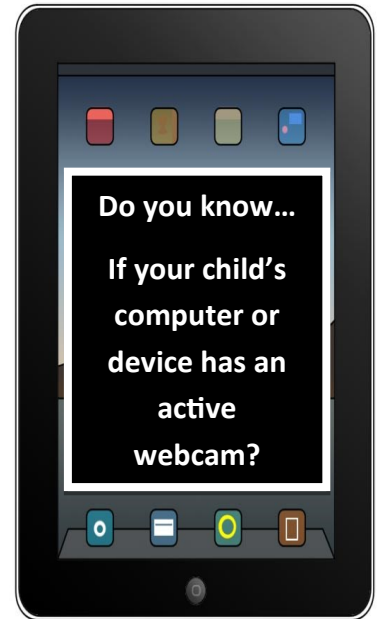 Do you know…
If your child’s
computer or
device has an
active
webcam?